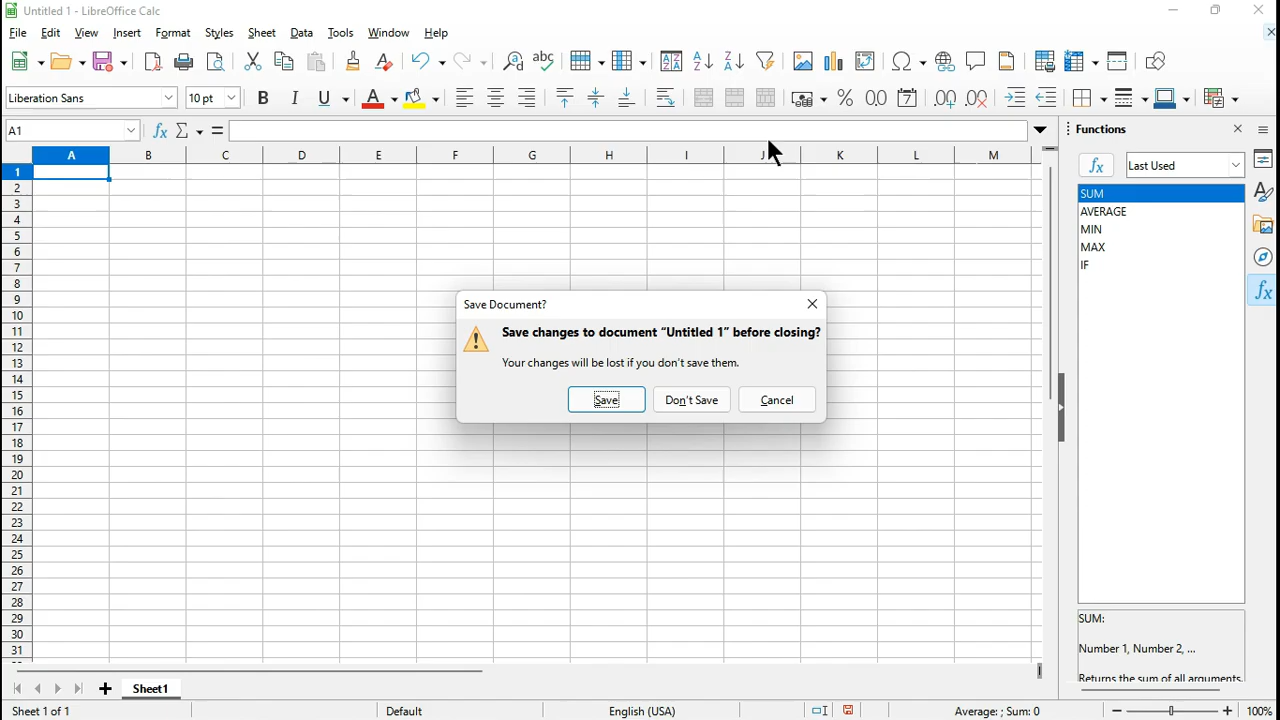 Untitled 1 - LibreOffice Calc
File Edit View Insert Format Styles Sheet Data Tools Window Help
Liberation Sans 10 pt
A1
A B C D E F G H I J K L M
1
2
3
4
5
6
7
8
9
10
11
12
13
14
15
16
17
18
19
20
21
22
23
24
25
26
27
28
29
30
31
Save Document?
Save changes to document “Untitled 1” before closing?
Your changes will be lost if you don't save them.
Save Don't Save Cancel
Functions
Last Used
SUM
AVERAGE
MIN
MAX
IF
SUM:
Number 1, Number 2, ...
Returns the sum of all arguments.
Sheet1
Sheet 1 of 1 Default English (USA) Average: ; Sum: 0 100%